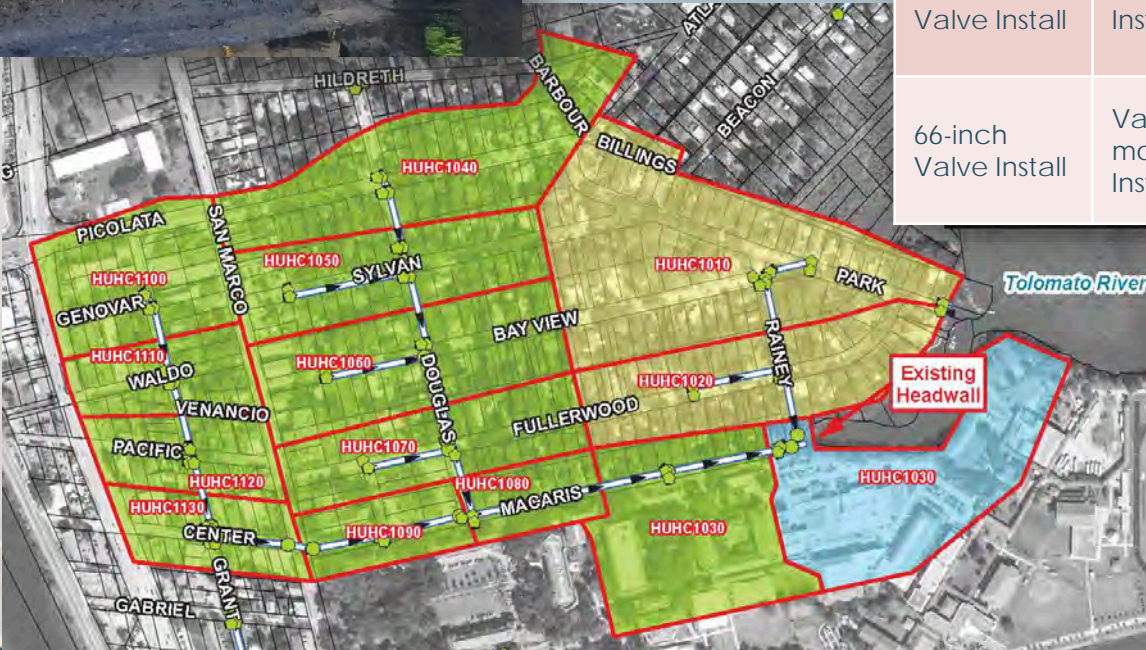 Valve Install
66-inch
Valve Install
HILDRETH
BARBOUR
BEACON
BILLINGS
HUHC1040
PICOLATA
SAN MARCO
HUHC1100
HUHC1050
SYLVAN
HUHC1010
PARK
Tolomato River
GENOVAR
BAY VIEW
RAINEY
HUHC1110
HUHC1060
DOUGLAS
WALDO
HUHC1020
Existing
Headwall
VENANCIO
FULLERWOOD
PACIFIC
HUHC1070
HUHC1120
HUHC1080
HUHC1030
HUHC1130
MACARIS
CENTER
HUHC1090
HUHC1030
GRANT
GABRIEL